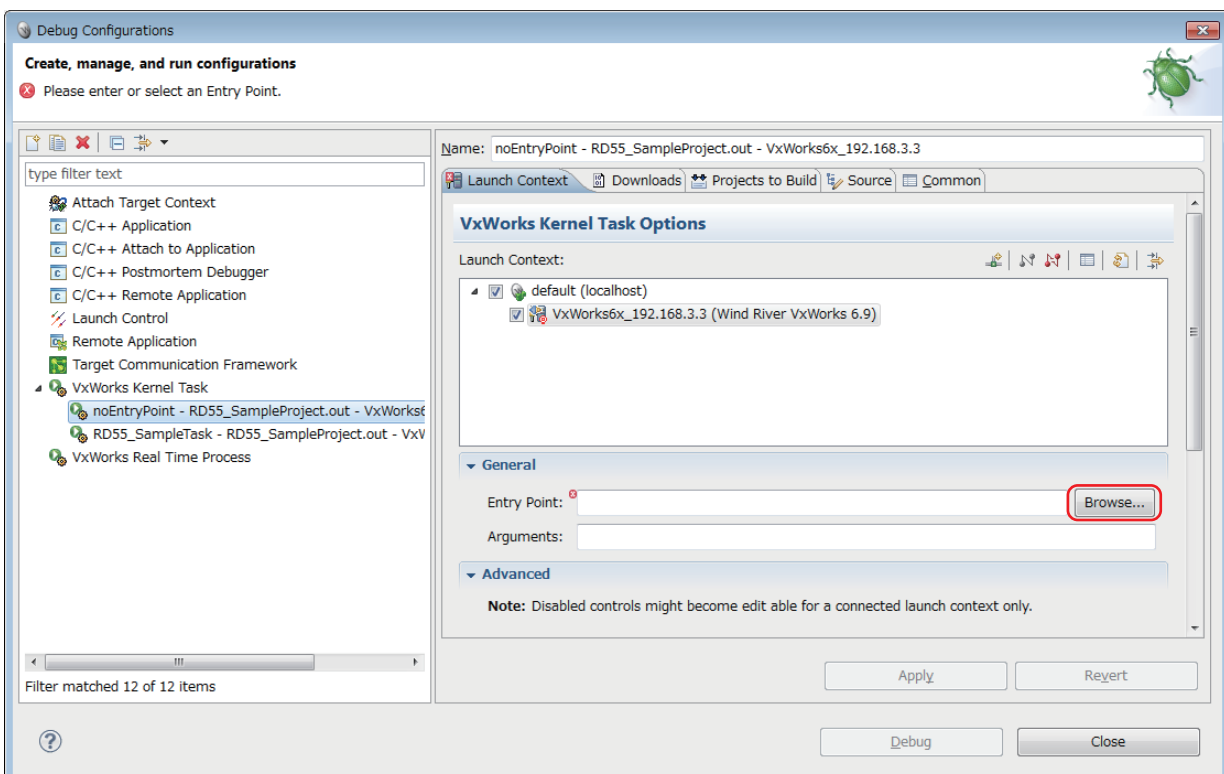 Debug Configurations
Create, manage, and run configurations
Please enter or select an Entry Point.
type filter text
Attach Target Context
C/C++ Application
C/C++ Attach to Application
C/C++ Postmortem Debugger
C/C++ Remote Application
Launch Control
Remote Application
Target Communication Framework
VxWorks Kernel Task
noEntryPoint - RD55_SampleProject.out - VxWorks6
RD55_SampleTask - RD55_SampleProject.out - VxW
VxWorks Real Time Process
Filter matched 12 of 12 items
Name: noEntryPoint - RD55_SampleProject.out - VxWorks6x_192.168.3.3
Launch Context Downloads Projects to Build Source Common
VxWorks Kernel Task Options
Launch Context:
default (localhost)
VxWorks6x_192.168.3.3 (Wind River VxWorks 6.9)
General
Entry Point: Browse...
Arguments:
Advanced
Note: Disabled controls might become edit able for a connected launch context only.
Apply Revert
Debug Close